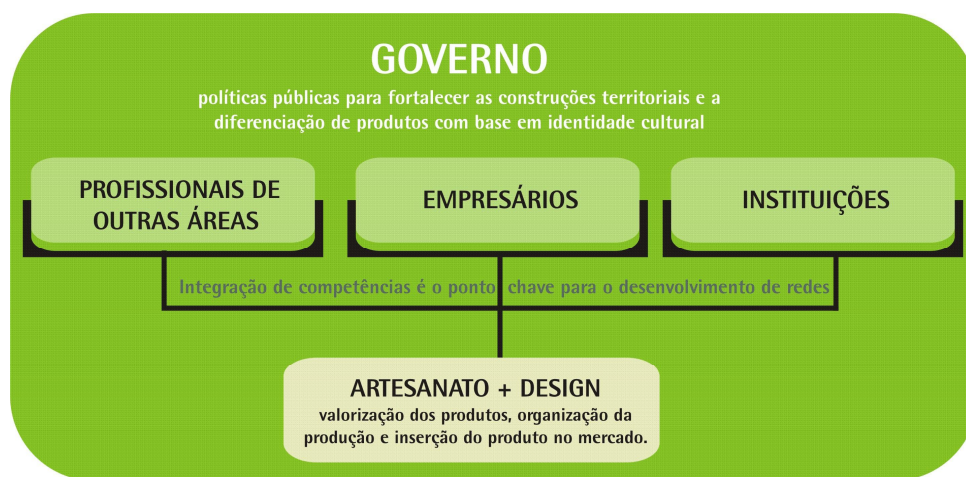 GOVERNO
políticas públicas para fortalecer as construções territoriais e a
diferenciação de produtos com base em identidade cultural
PROFISSIONAIS DE
OUTRAS ÁREAS
EMPRESÁRIOS
INSTITUIÇÕES
Integração de competências é o ponto chave para o desenvolvimento de redes
ARTESANATO + DESIGN
valorização dos produtos, organização da
produção e inserção do produto no mercado.